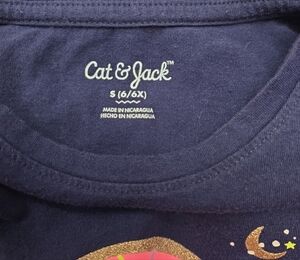 Cat & Jack™
S (6/6X)
MADE IN NICARAGUA
HECHO EN NICARAGUA